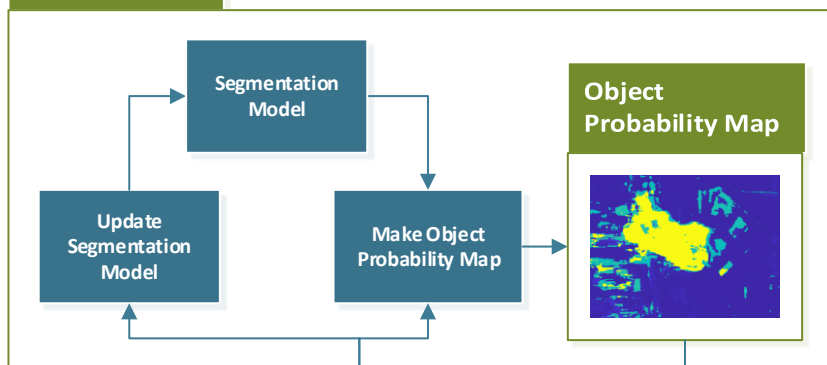 Segmentation
Model
Object
Probability Map
Update
Segmentation
Model
Make Object
Probability Map